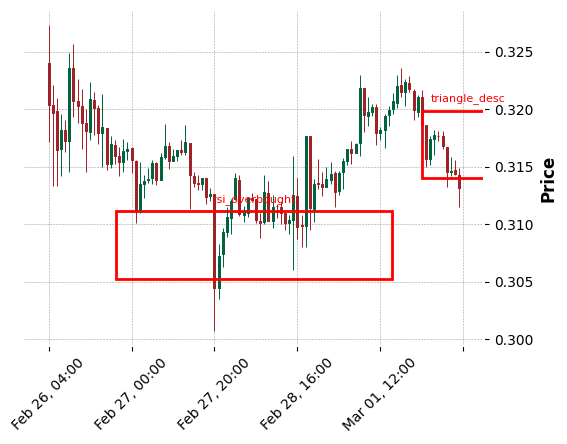 0.325
triangle_desc
0.320
0.315
rsi_overbought
0.310
0.305
0.300
Price
Feb 26, 04:00
Feb 27, 00:00
Feb 27, 20:00
Feb 28, 16:00
Mar 01, 12:00